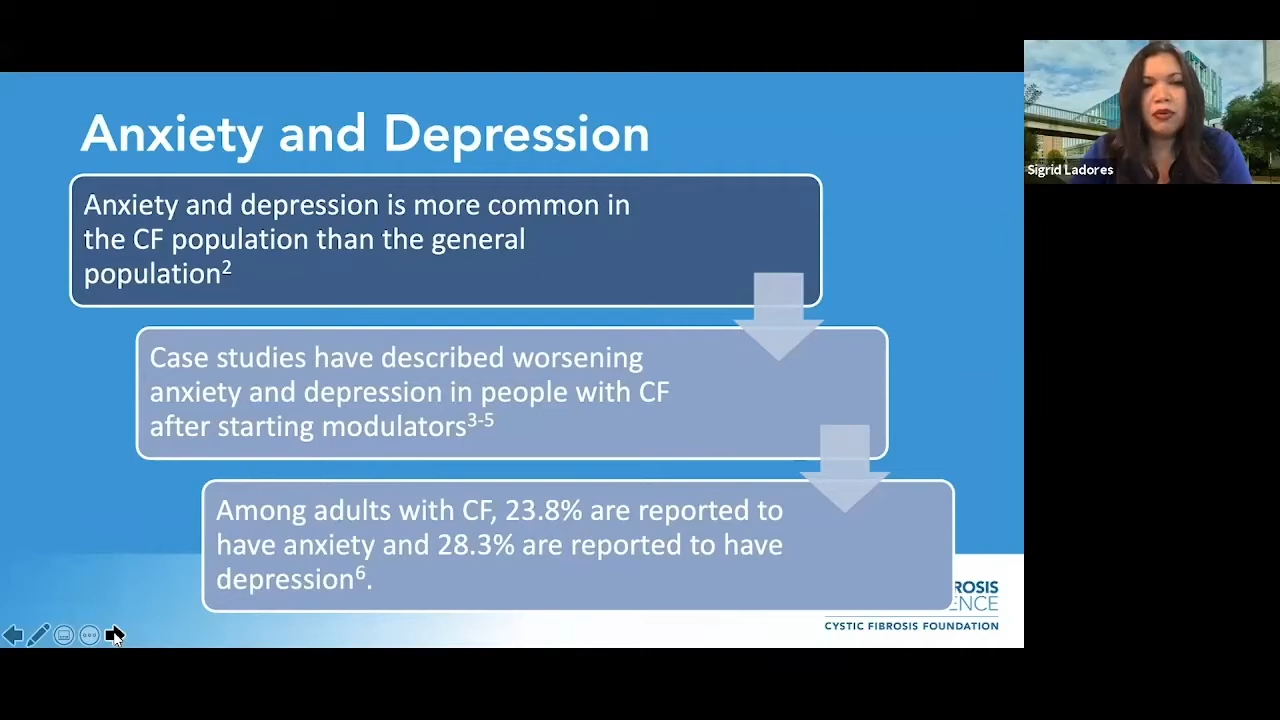 Anxiety and Depression
Anxiety and depression is more common in
the CF population than the general
population2
Case studies have described worsening
anxiety and depression in people with CF
after starting modulators3-5
Among adults with CF, 23.8% are reported to
have anxiety and 28.3% are reported to have
depression6.
ROSIS
ENCE
CYSTIC FIBROSIS FOUNDATION
Sigrid Ladores